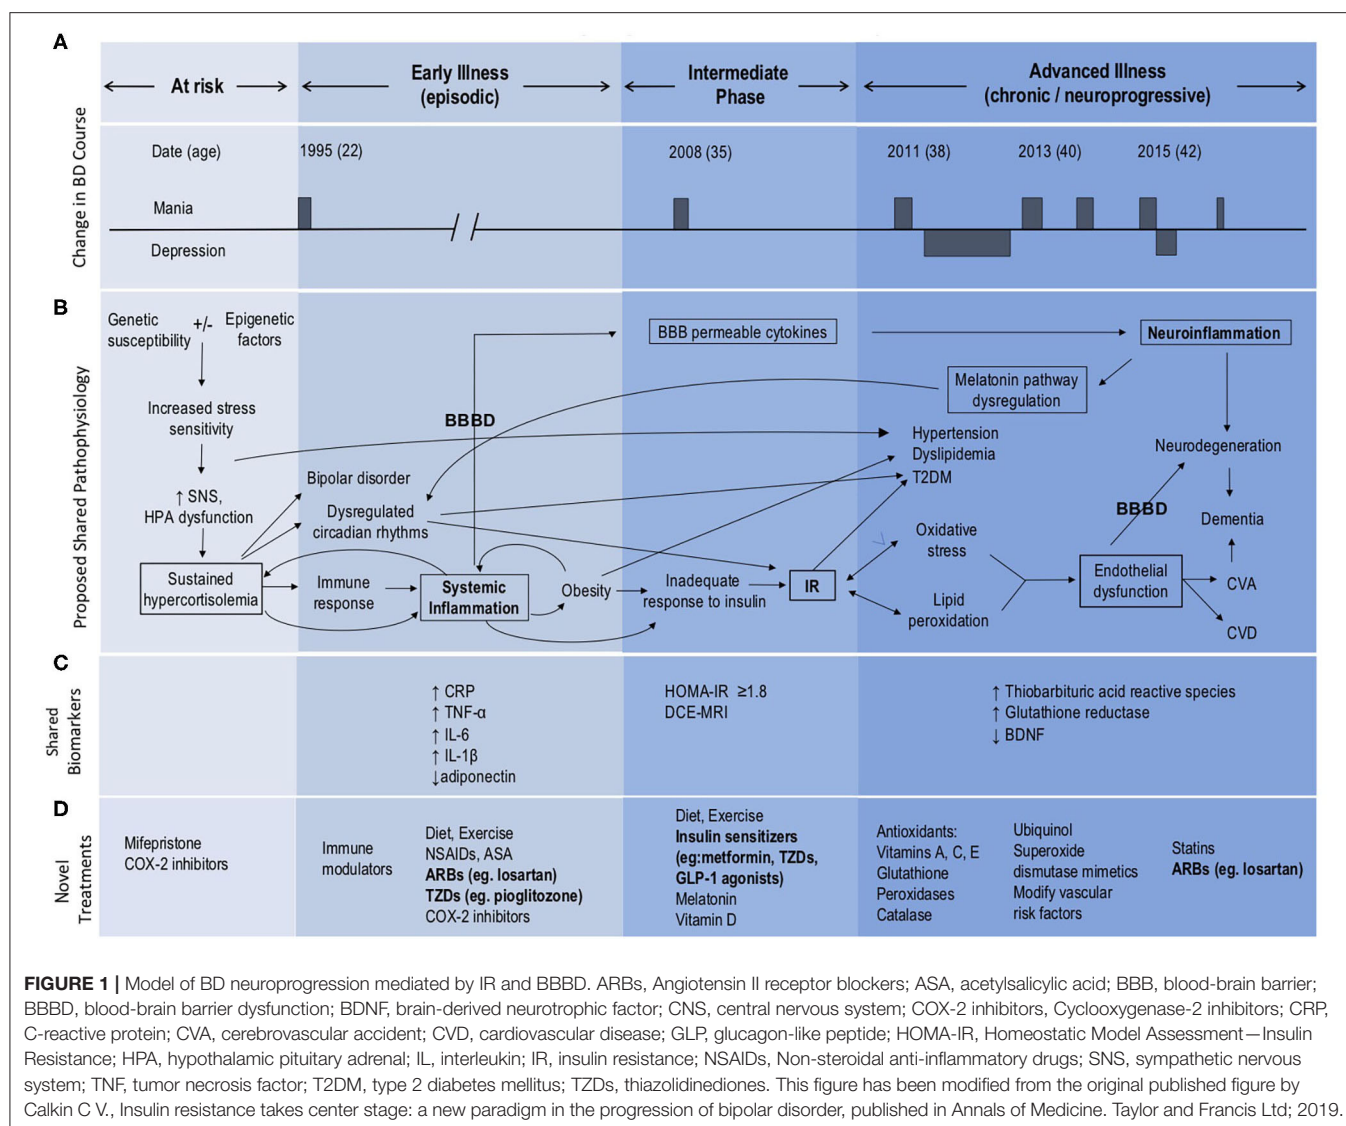 A
At risk
Early Illness
(episodic)
Intermediate
Phase
Advanced Illness
(chronic / neuroprogressive)
Change in BD Course
Date (age)
1995 (22)
2008 (35)
2011 (38)
2013 (40)
2015 (42)
Mania
Depression
B
Proposed Shared Pathophysiology
Genetic
susceptibility
+/-
Epigenetic
factors
Increased stress
sensitivity
↑ SNS,
HPA dysfunction
Sustained
hypercortisolemia
Bipolar disorder
Dysregulated
circadian rhythms
Immune
response
BBBD
Systemic
Inflammation
Obesity
BBB permeable cytokines
Inadequate
response to insulin
IR
Neuroinflammation
Melatonin pathway
dysregulation
Hypertension
Dyslipidemia
T2DM
Oxidative
stress
Lipid
peroxidation
Neurodegeneration
BBBD
Dementia
Endothelial
dysfunction
CVA
CVD
C
Shared
Biomarkers
↑ CRP
↑ TNF-α
↑ IL-6
↑ IL-1β
↓adiponectin
HOMA-IR ≥1.8
DCE-MRI
↑ Thiobarbituric acid reactive species
↑ Glutathione reductase
↓ BDNF
D
Novel
Treatments
Mifepristone
COX-2 inhibitors
Immune
modulators
Diet, Exercise
NSAIDs, ASA
ARBs (eg. losartan)
TZDs (eg. pioglitozone)
COX-2 inhibitors
Diet, Exercise
Insulin sensitizers
(eg:metformin, TZDs,
GLP-1 agonists)
Melatonin
Vitamin D
Antioxidants:
Vitamins A, C, E
Glutathione
Peroxidases
Catalase
Ubiquinol
Superoxide
dismutase mimetics
Modify vascular
risk factors
Statins
ARBs (eg. losartan)
FIGURE 1 | Model of BD neuroprogression mediated by IR and BBBD. ARBs, Angiotensin II receptor blockers; ASA, acetylsalicylic acid; BBB, blood-brain barrier;
BBBD, blood-brain barrier dysfunction; BDNF, brain-derived neurotrophic factor; CNS, central nervous system; COX-2 inhibitors, Cyclooxygenase-2 inhibitors; CRP,
C-reactive protein; CVA, cerebrovascular accident; CVD, cardiovascular disease; GLP, glucagon-like peptide; HOMA-IR, Homeostatic Model Assessment—Insulin
Resistance; HPA, hypothalamic pituitary adrenal; IL, interleukin; IR, insulin resistance; NSAIDs, Non-steroidal anti-inflammatory drugs; SNS, sympathetic nervous
system; TNF, tumor necrosis factor; T2DM, type 2 diabetes mellitus; TZDs, thiazolidinediones. This figure has been modified from the original published figure by
Calkin C V., Insulin resistance takes center stage: a new paradigm in the progression of bipolar disorder, published in Annals of Medicine. Taylor and Francis Ltd; 2019.